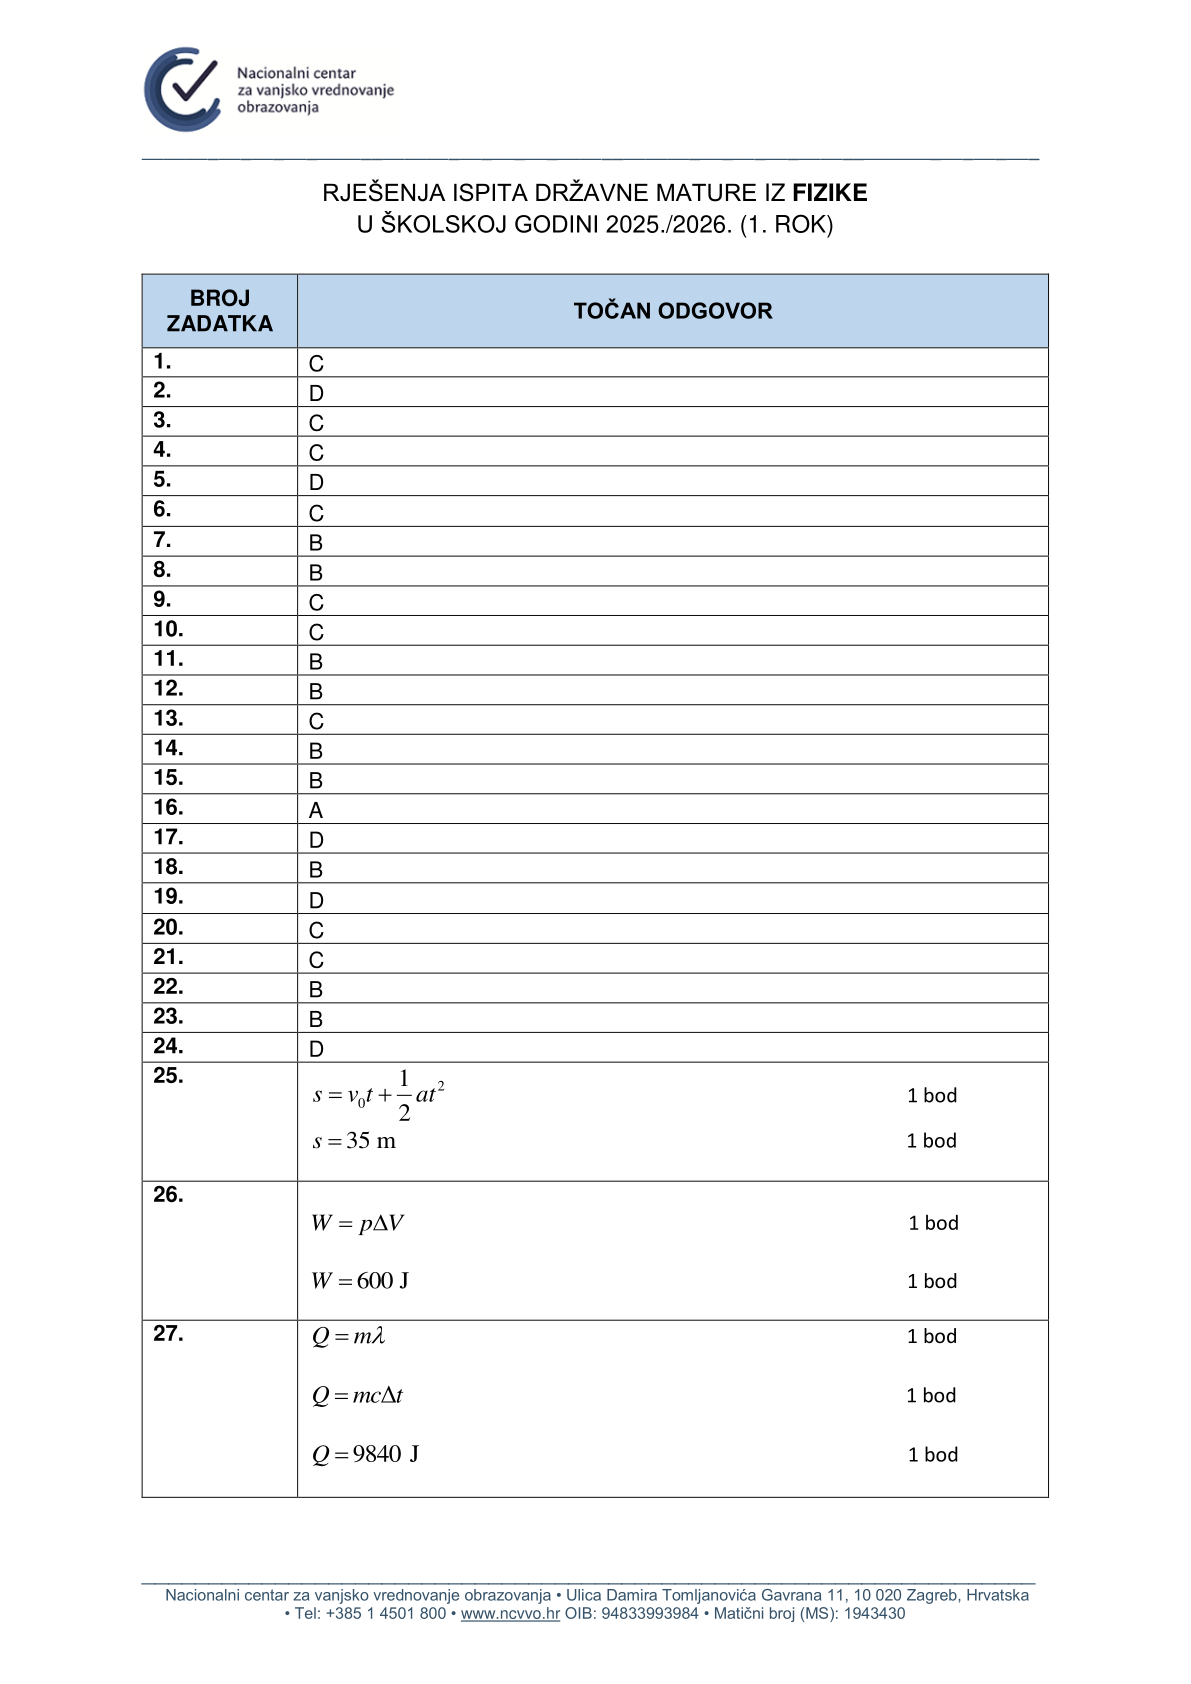 Nacionalni centar
za vanjsko vrednovanje
obrazovanja
RJEŠENJA ISPITA DRŽAVNE MATURE IZ FIZIKE
U ŠKOLSKOJ GODINI 2025./2026. (1. ROK)
BROJ
ZADATKA
TOČAN ODGOVOR
1. C
2. D
3. C
4. C
5. D
6. C
7. B
8. B
9. C
10. C
11. B
12. B
13. C
14. B
15. B
16. A
17. D
18. B
19. D
20. C
21. C
22. B
23. B
24. D
25. s = v₀t + 1/2 at² 1 bod
s = 35 m 1 bod
26.
W = pΔV 1 bod
W = 600 J 1 bod
27. Q = mλ 1 bod
Q = mcΔt 1 bod
Q = 9840 J 1 bod
Nacionalni centar za vanjsko vrednovanje obrazovanja • Ulica Damira Tomljanovića Gavrana 11, 10 020 Zagreb, Hrvatska
• Tel: +385 1 4501 800 • www.ncvvo.hr OIB: 94833993984 • Matični broj (MS): 1943430